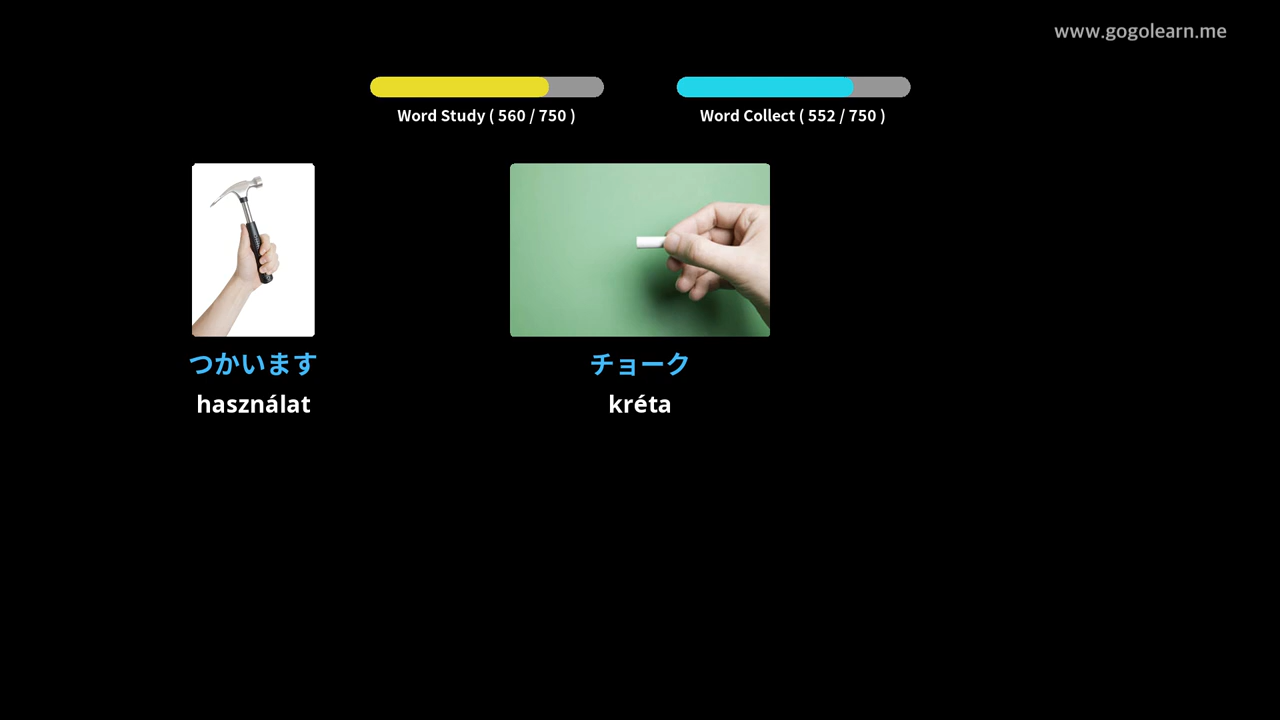 www.gogolearn.me
Word Study ( 560 / 750 )
Word Collect ( 552 / 750 )
つかいます
チョーク
használat
kréta